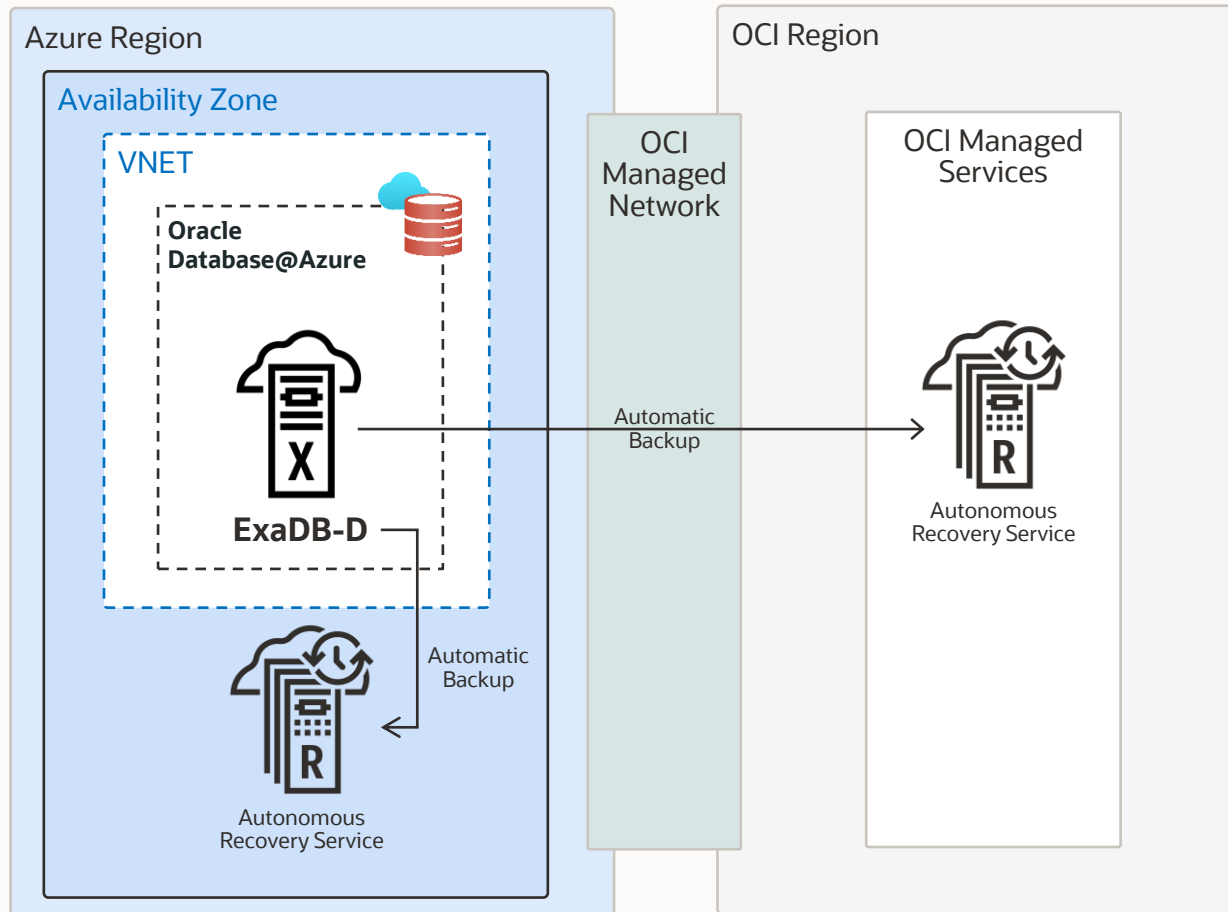 Azure Region
Availability Zone
VNET
Oracle
Database@Azure
X
ExaDB-D
Automatic
Backup
R
Autonomous
Recovery Service
OCI
Managed
Network
Automatic
Backup
OCI Region
OCI Managed
Services
R
Autonomous
Recovery Service